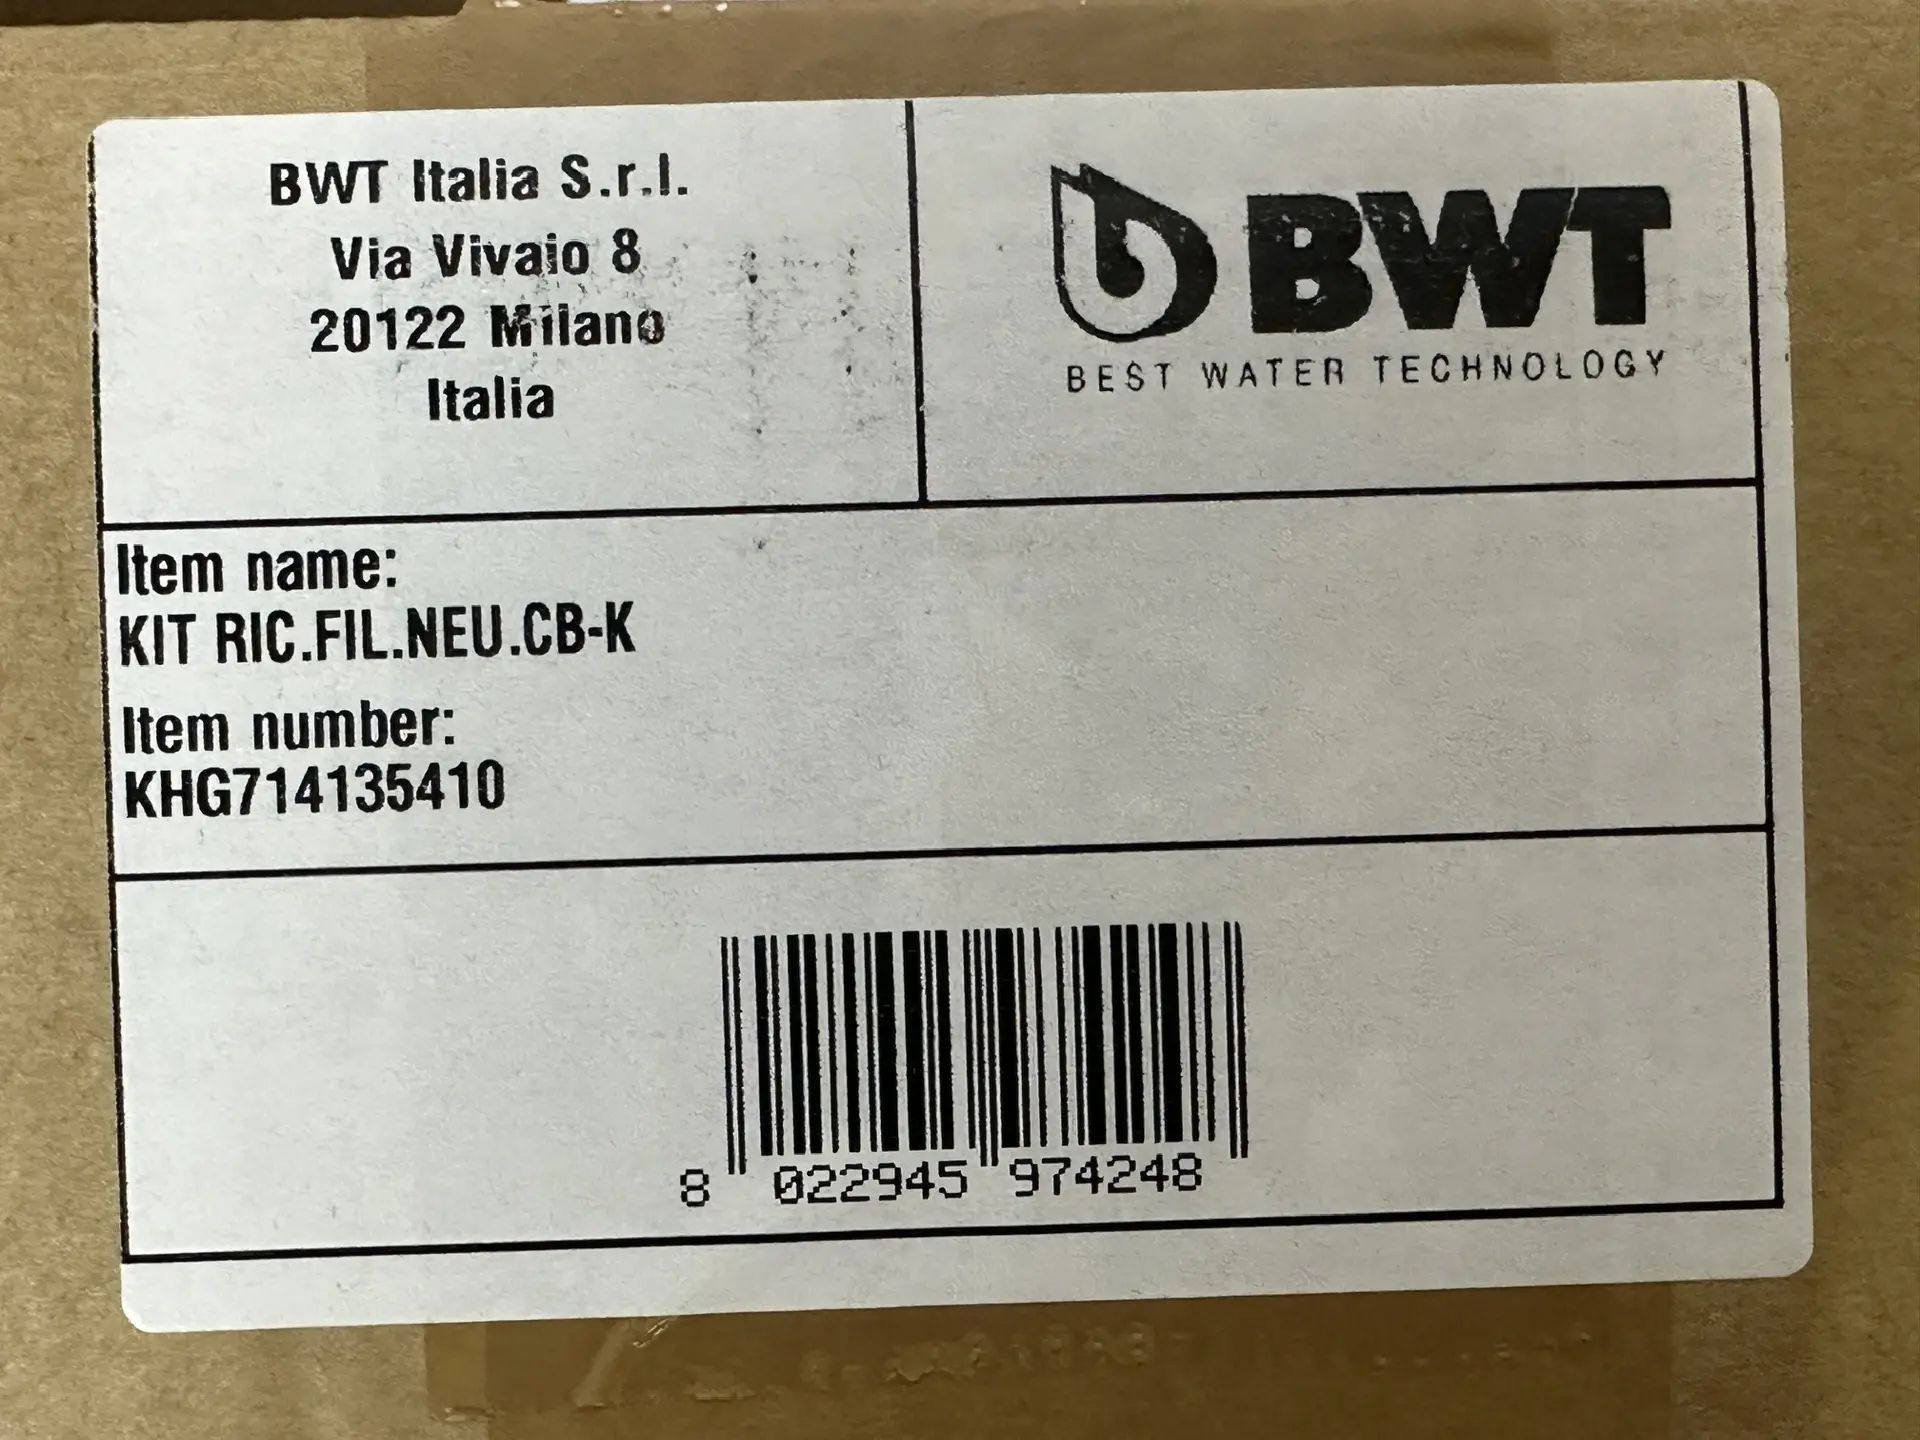 BWT Italia S.r.l.
Via Vivaio 8
20122 Milano
Italia
BWT
BEST WATER TECHNOLOGY
Item name:
KIT RIC.FIL.NEU.CB-K
Item number:
KHG714135410
8 022945 974248